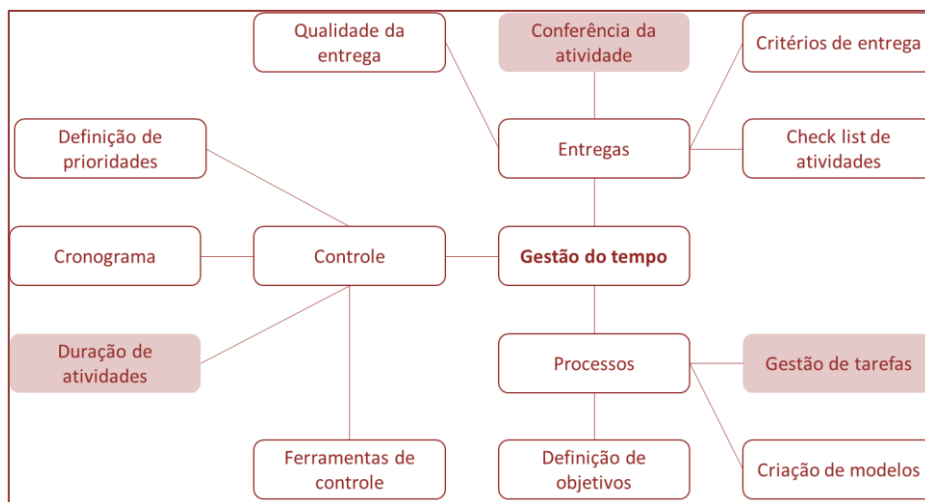 Qualidade da
entrega
Conferência da
atividade
Critérios de entrega
Definição de
prioridades
Entregas
Check list de
atividades
Cronograma
Controle
Gestão do tempo
Duração de
atividades
Processos
Gestão de tarefas
Ferramentas de
controle
Definição de
objetivos
Criação de modelos